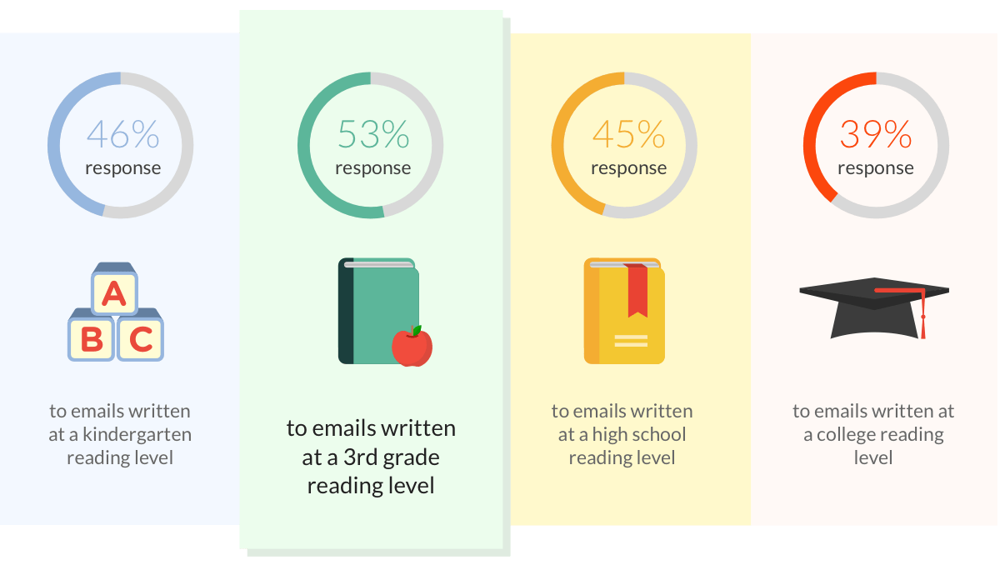 46%
response
A
B C
to emails written
at a kindergarten
reading level
53%
response
to emails written
at a 3rd grade
reading level
45%
response
to emails written
at a high school
reading level
39%
response
to emails written at
a college reading
level